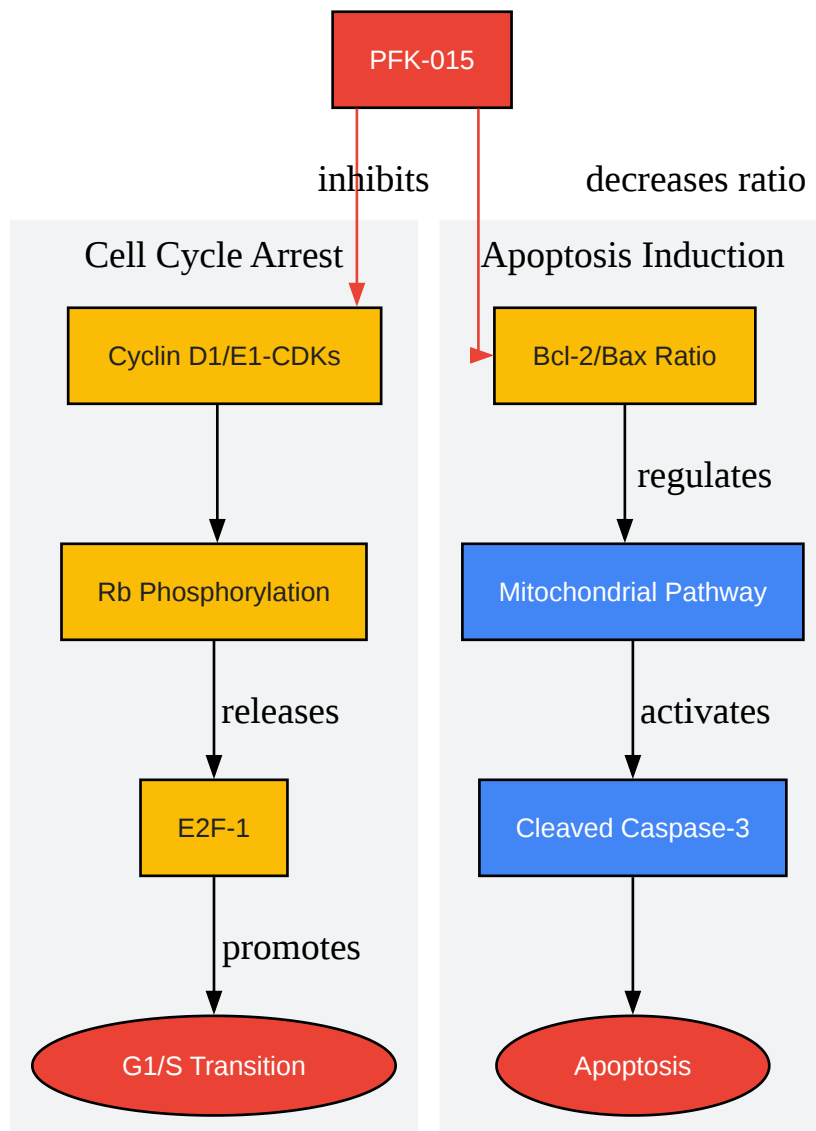 PFK-015
inhibits
decreases ratio
Cell Cycle Arrest
Cyclin D1/E1-CDKs
Rb Phosphorylation
releases
E2F-1
promotes
G1/S Transition
Apoptosis Induction
Bcl-2/Bax Ratio
regulates
Mitochondrial Pathway
activates
Cleaved Caspase-3
Apoptosis